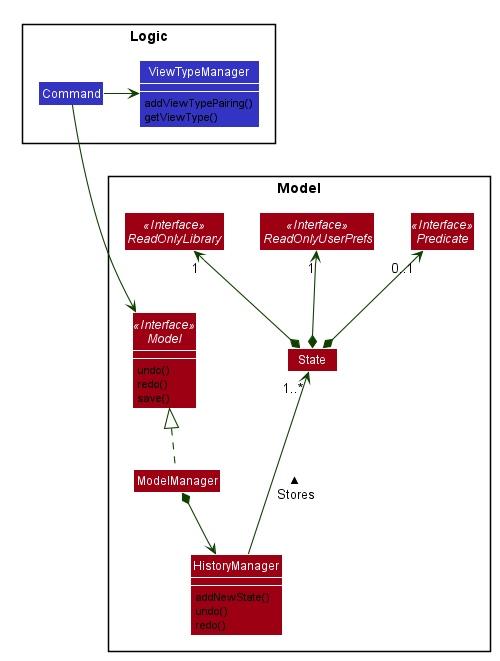 Logic
ViewTypeManager
Command
addViewTypePairing()
getViewType()
Model
«Interface»
ReadOnlyLibrary
«Interface»
ReadOnlyUserPrefs
«Interface»
Predicate
1
1
0..1
«Interface»
Model
undo()
redo()
save()
State
1..*
ModelManager
Stores
HistoryManager
addNewState()
undo()
redo()